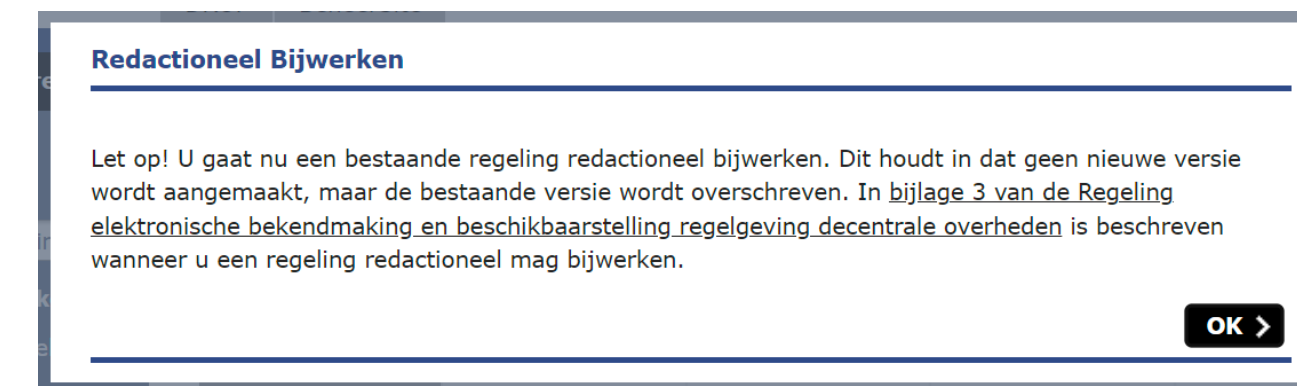 Redactioneel Bijwerken
Let op! U gaat nu een bestaande regeling redactioneel bijwerken. Dit houdt in dat geen nieuwe versie
wordt aangemaakt, maar de bestaande versie wordt overschreven. In bijlage 3 van de Regeling
elektronische bekendmaking en beschikbaarstelling regelgeving decentrale overheden is beschreven
wanneer u een regeling redactioneel mag bijwerken.
OK >